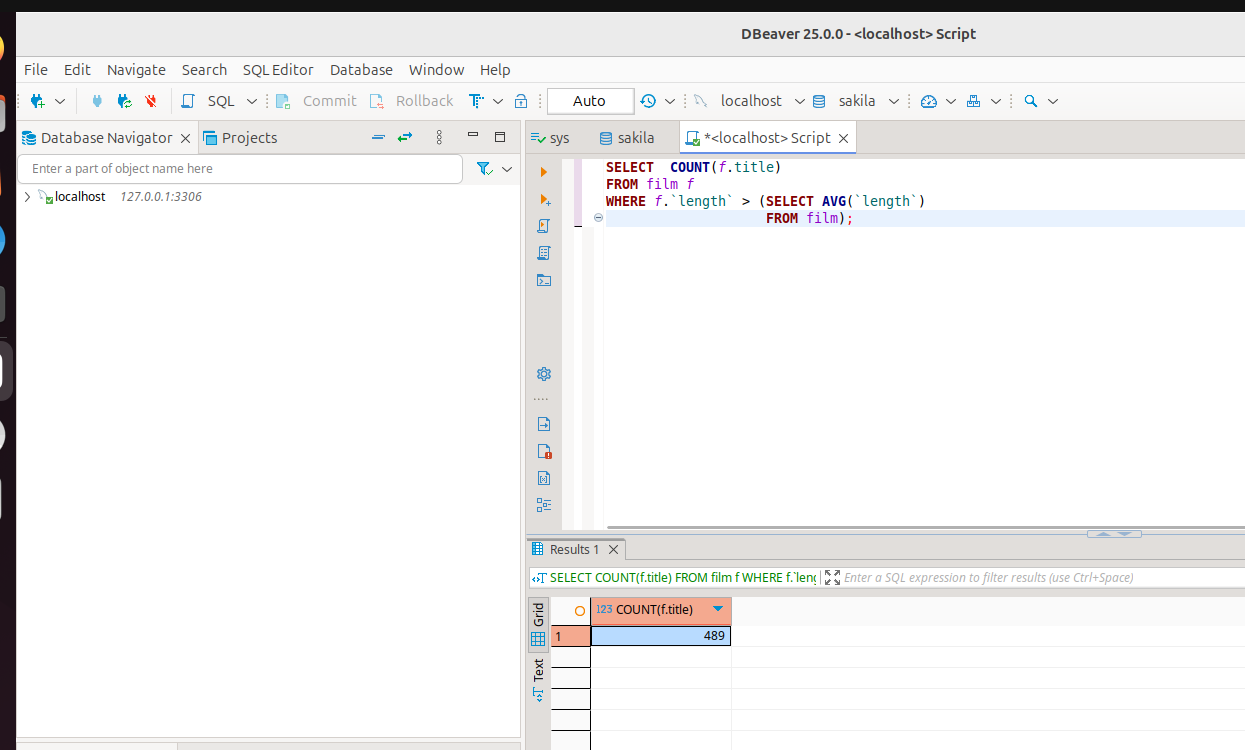 DBeaver 25.0.0 - <localhost> Script
File Edit Navigate Search SQL Editor Database Window Help
SQL Commit Rollback Auto localhost sakila
Database Navigator Projects
Enter a part of object name here
localhost 127.0.0.1:3306
sys sakila *<localhost> Script
SELECT  COUNT(f.title)
FROM film f
WHERE f.`length` > (SELECT AVG(`length`)
FROM film);
Results 1
SELECT COUNT(f.title) FROM film f WHERE f.`leng Enter a SQL expression to filter results (use Ctrl+Space)
Grid
123 COUNT(f.title)
1 489
Text